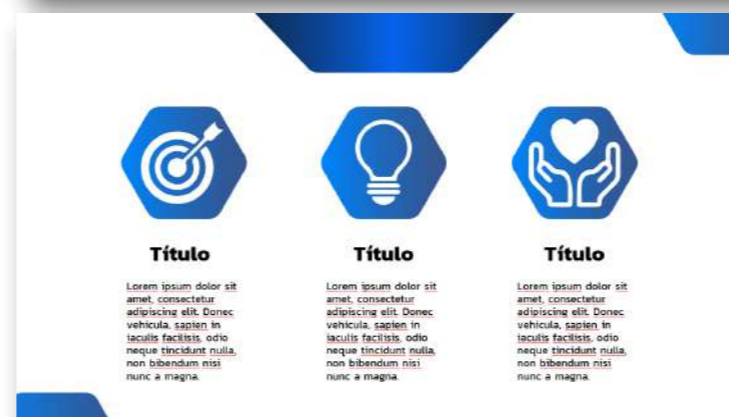 Título
Lorem ipsum dolor sit
amet, consectetur
adipiscing elit. Donec
vehicula, sapien in
iaculis facilisis, odio
neque tincidunt nulla,
non bibendum nisi
nunc a magna.
Título
Lorem ipsum dolor sit
amet, consectetur
adipiscing elit. Donec
vehicula, sapien in
iaculis facilisis, odio
neque tincidunt nulla,
non bibendum nisi
nunc a magna.
Título
Lorem ipsum dolor sit
amet, consectetur
adipiscing elit. Donec
vehicula, sapien in
iaculis facilisis, odio
neque tincidunt nulla,
non bibendum nisi
nunc a magna.